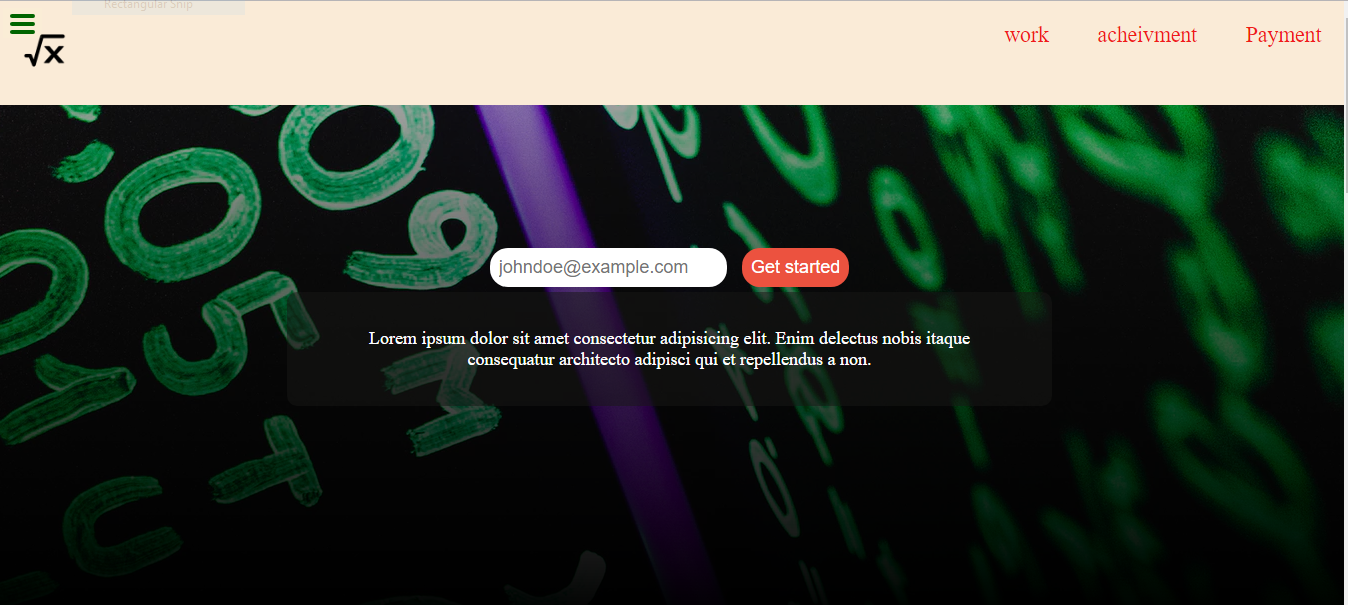 Rectangular Snip
√x
work
acheivment
Payment
johndoe@example.com
Get started
Lorem ipsum dolor sit amet consectetur adipisicing elit. Enim delectus nobis itaque
consequatur architecto adipisci qui et repellendus a non.